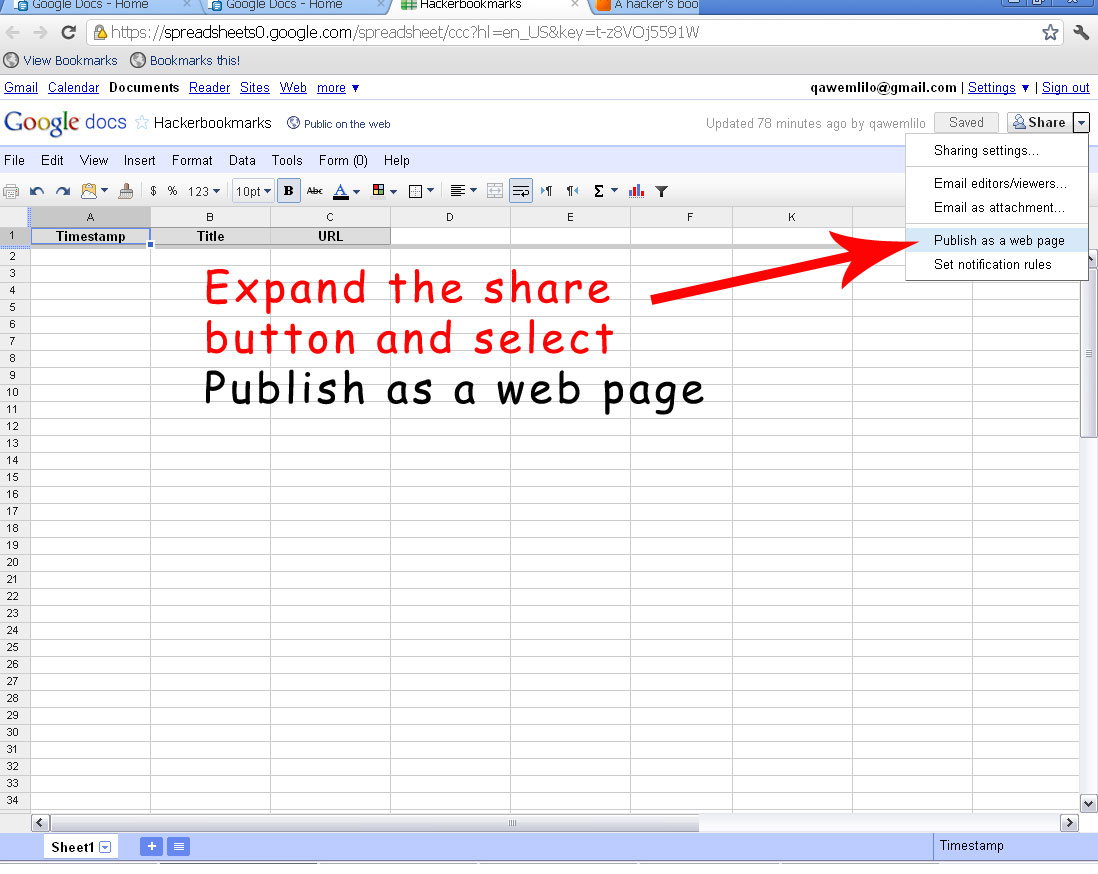 Google Docs - Home
Google Docs - Home
Hackerbookmarks
A hacker's boo
https://spreadsheets0.google.com/spreadsheet/ccc?hl=en_US&key=t-z8VOj5591W
View Bookmarks Bookmarks this!
Gmail Calendar Documents Reader Sites Web more ▼
qawemlilo@gmail.com | Settings ▼ | Sign out
Google docs Hackerbookmarks Public on the web
Updated 78 minutes ago by qawemlilo Saved Share
File Edit View Insert Format Data Tools Form (0) Help
Sharing settings...
Email editors/viewers...
Email as attachment...
Publish as a web page
Set notification rules
$ % 123 10pt B Abc A Σ
A B C D E F K
1 Timestamp Title URL
2
3
4
5
6
7
8
9
10
11
12
13
14
15
16
17
18
19
20
21
22
23
24
25
26
27
28
29
30
31
32
33
34
Expand the share
button and select
Publish as a web page
Sheet1
Timestamp